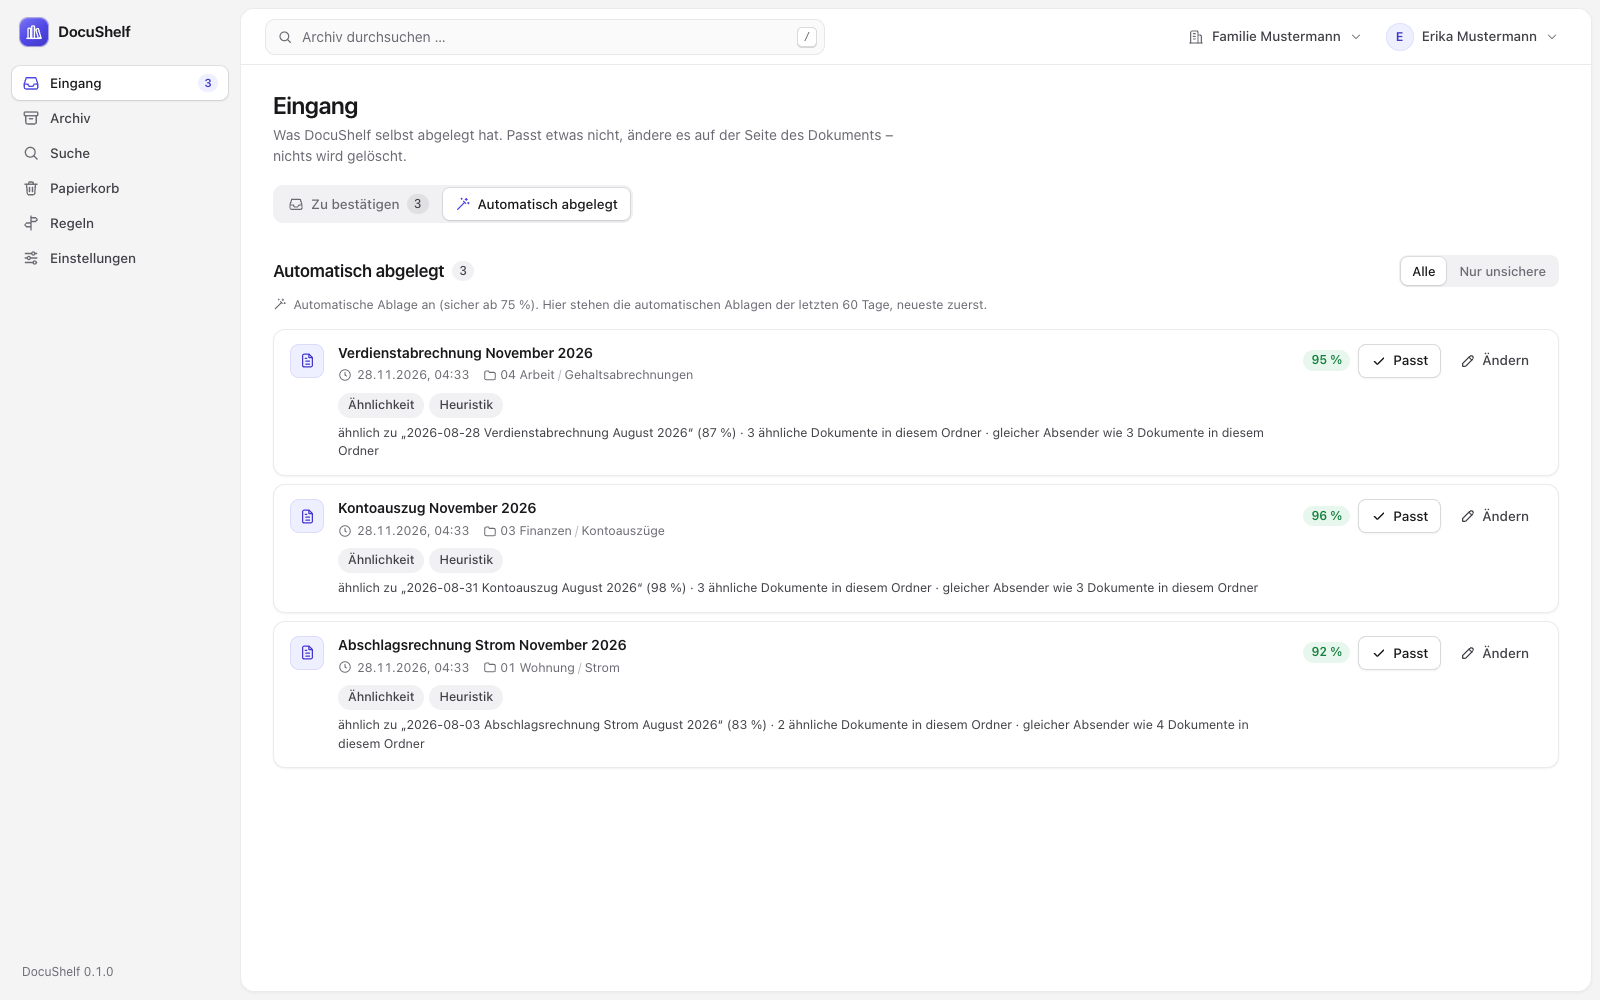 DocuShelf
Eingang 3
Archiv
Suche
Papierkorb
Regeln
Einstellungen
DocuShelf 0.1.0
Archiv durchsuchen … /
Familie Mustermann
E Erika Mustermann
Eingang
Was DocuShelf selbst abgelegt hat. Passt etwas nicht, ändere es auf der Seite des Dokuments –
nichts wird gelöscht.
Zu bestätigen 3 Automatisch abgelegt
Automatisch abgelegt 3
Alle Nur unsichere
Automatische Ablage an (sicher ab 75 %). Hier stehen die automatischen Ablagen der letzten 60 Tage, neueste zuerst.
Verdienstabrechnung November 2026
28.11.2026, 04:33 04 Arbeit / Gehaltsabrechnungen
Ähnlichkeit Heuristik
ähnlich zu „2026-08-28 Verdienstabrechnung August 2026“ (87 %) · 3 ähnliche Dokumente in diesem Ordner · gleicher Absender wie 3 Dokumente in diesem
Ordner
95 % Passt Ändern
Kontoauszug November 2026
28.11.2026, 04:33 03 Finanzen / Kontoauszüge
Ähnlichkeit Heuristik
ähnlich zu „2026-08-31 Kontoauszug August 2026“ (98 %) · 3 ähnliche Dokumente in diesem Ordner · gleicher Absender wie 3 Dokumente in diesem Ordner
96 % Passt Ändern
Abschlagsrechnung Strom November 2026
28.11.2026, 04:33 01 Wohnung / Strom
Ähnlichkeit Heuristik
ähnlich zu „2026-08-03 Abschlagsrechnung Strom August 2026“ (83 %) · 2 ähnliche Dokumente in diesem Ordner · gleicher Absender wie 4 Dokumente in
diesem Ordner
92 % Passt Ändern